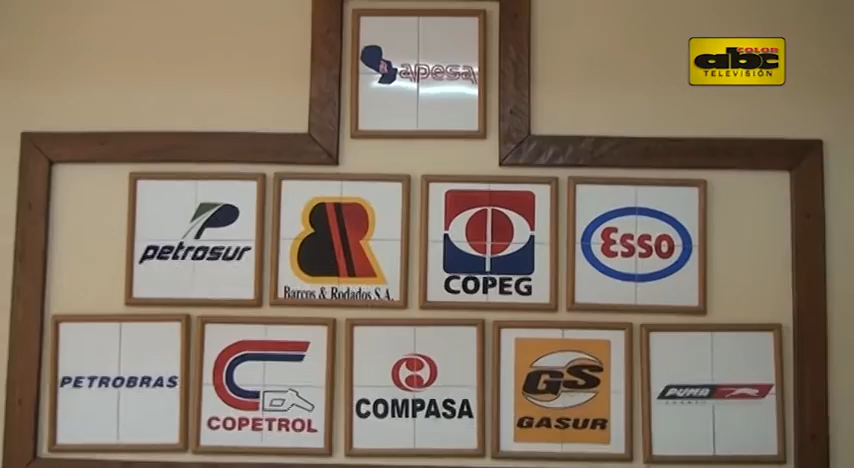 apesa
COLOR
abc
TELEVISIÓN
petrosur
Barcos & Rodados S.A.
COPEG
Esso
PETROBRAS
COPETROL
COMPASA
GS
GASUR
PUMA